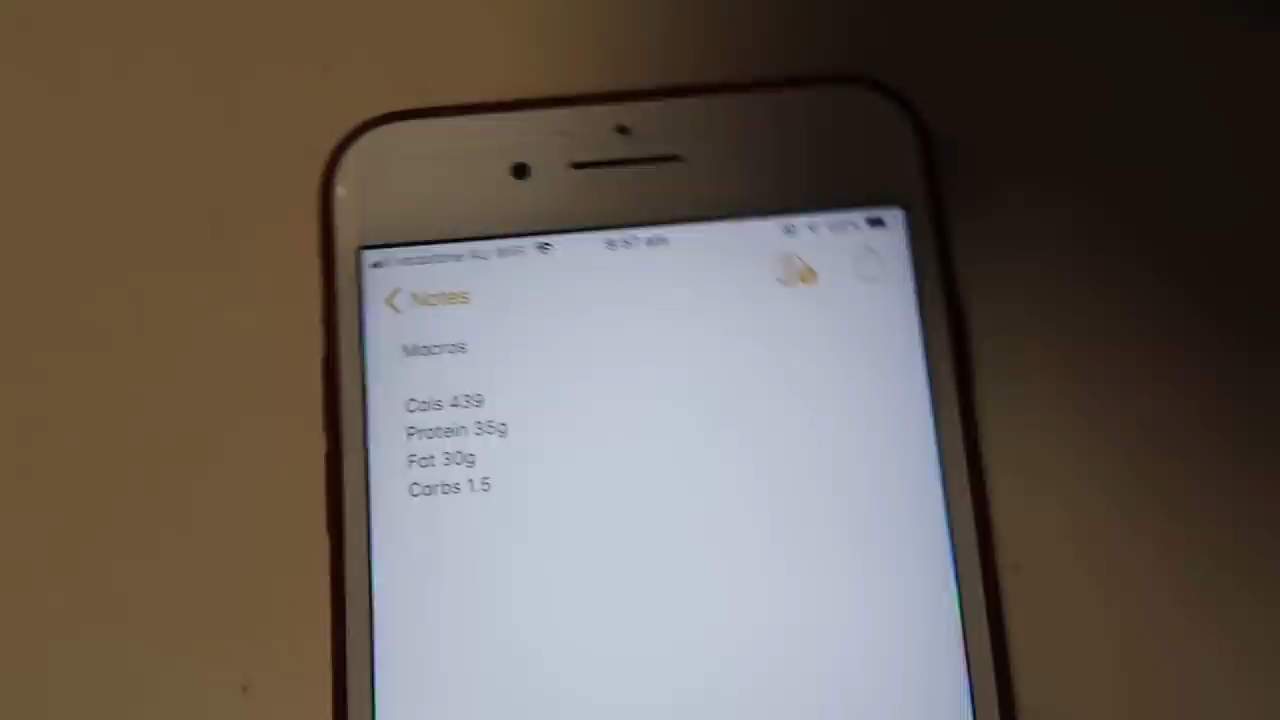 Notes
Macros
Cals 439
Protein 35g
Fat 30g
Carbs 1.5